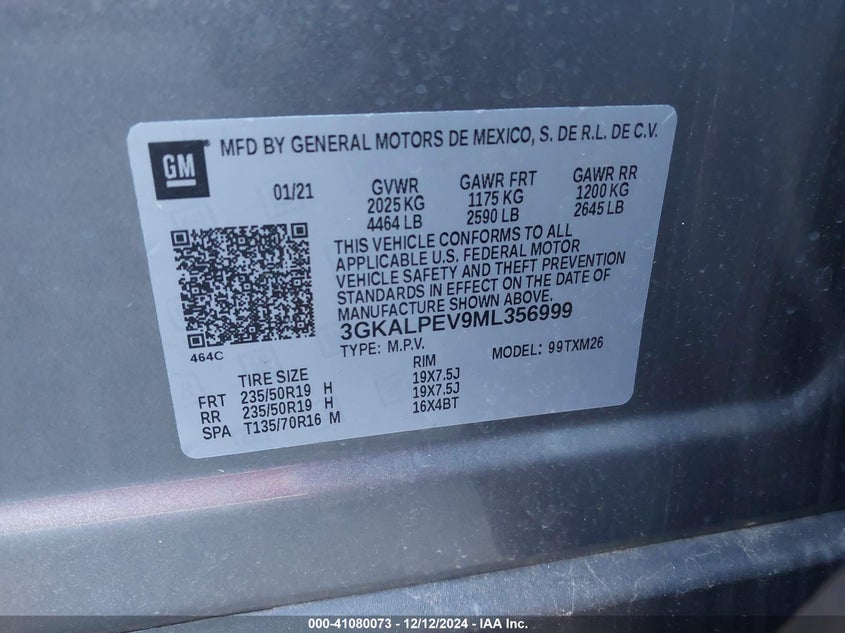 GM
MFD BY GENERAL MOTORS DE MEXICO, S. DE R.L. DE C.V.
01/21 GVWR GAWR FRT GAWR RR
2025 KG 1175 KG 1200 KG
4464 LB 2590 LB 2645 LB
THIS VEHICLE CONFORMS TO ALL
APPLICABLE U.S. FEDERAL MOTOR
VEHICLE SAFETY AND THEFT PREVENTION
STANDARDS IN EFFECT ON THE DATE OF
MANUFACTURE SHOWN ABOVE.
3GKALPEV9ML356999
464C
TYPE: M.P.V. MODEL: 99TXM26
TIRE SIZE RIM
FRT 235/50R19 H 19X7.5J
RR 235/50R19 H 19X7.5J
SPA T135/70R16 M 16X4BT
000-41080073 - 12/12/2024 - IAA Inc.